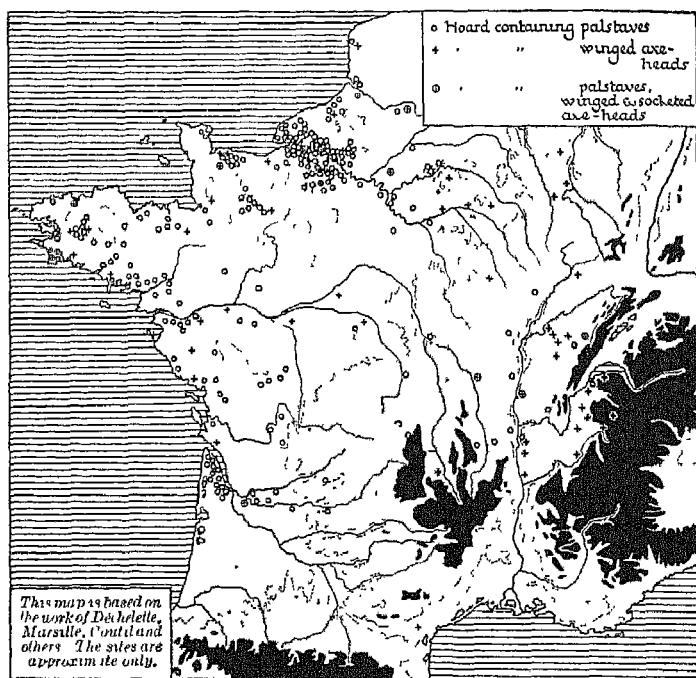 o Hoard containing palstaves
+ " " winged axe-
heads
⦶ " " palstaves,
winged & socketed
axe-heads
This map is based on
the work of Déchelette,
Marsille, Coutil and
others The sites are
approximate only.